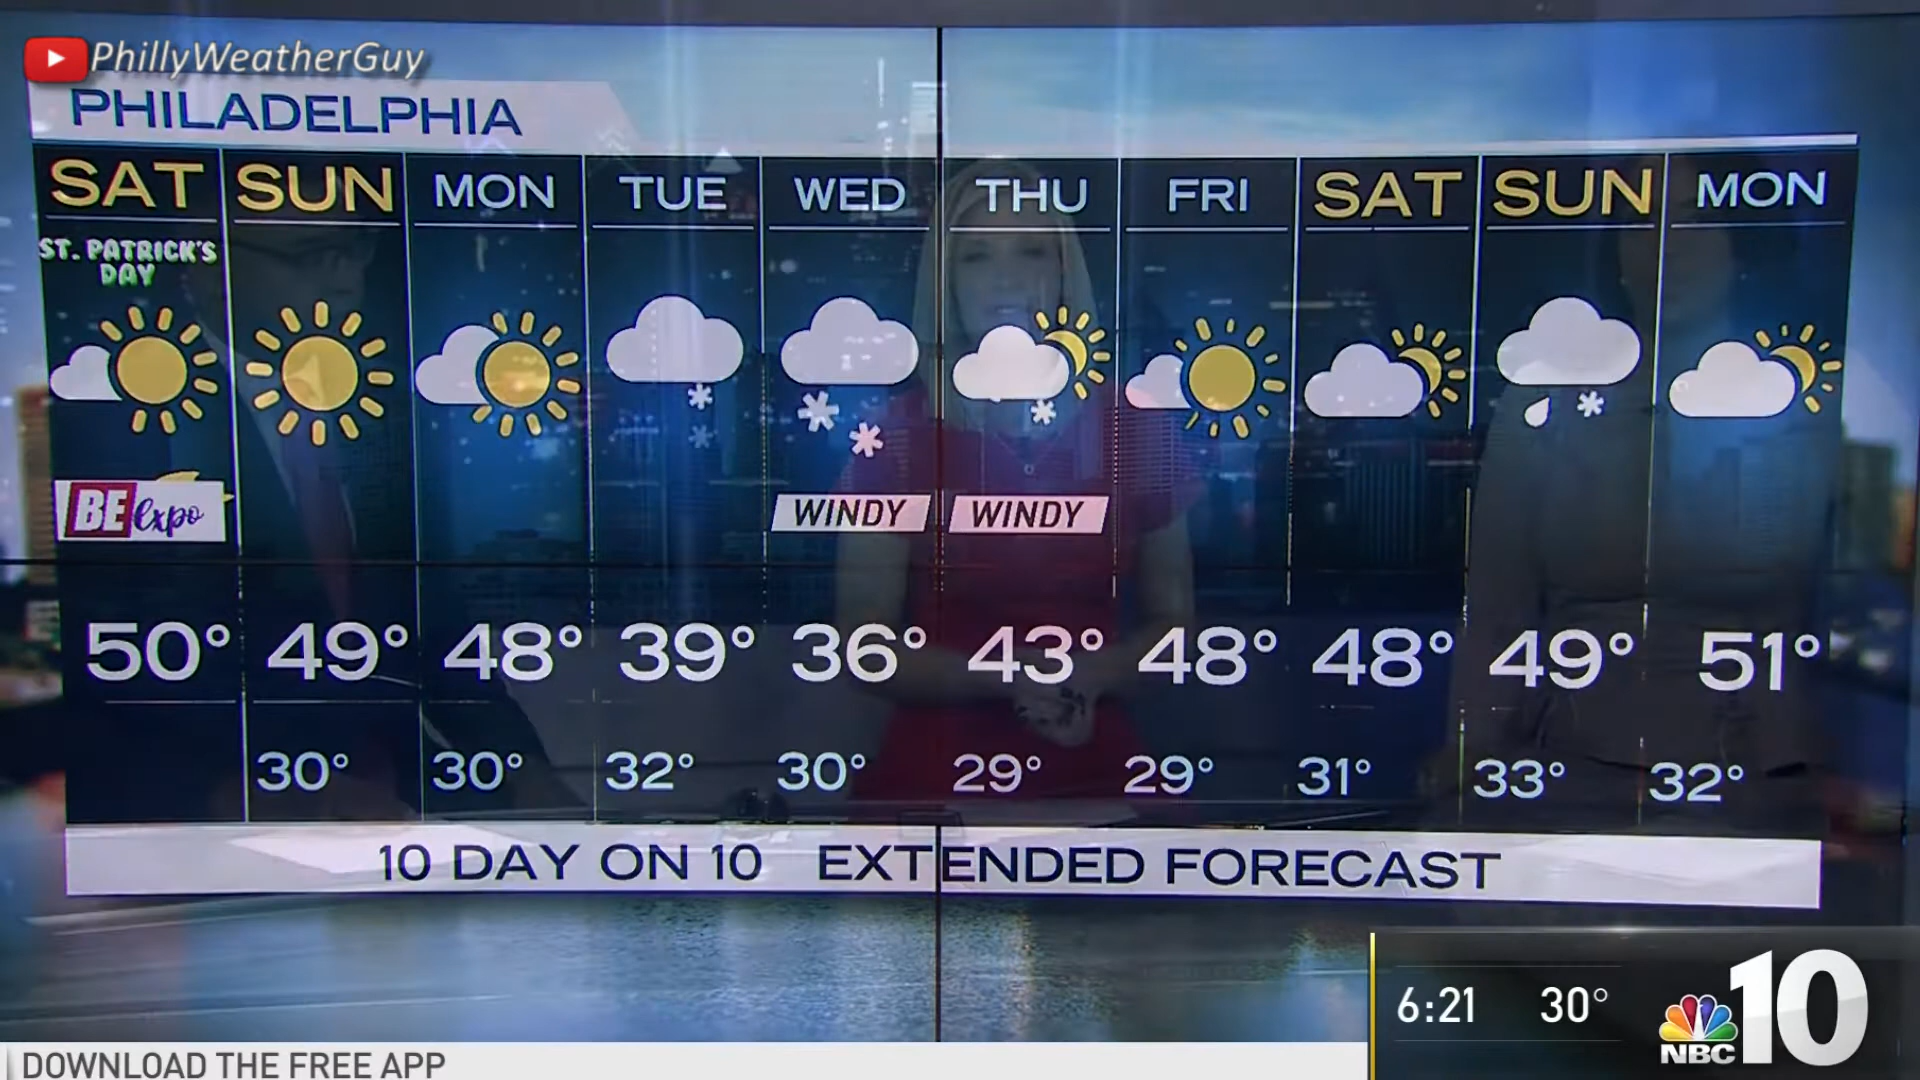 PhillyWeatherGuy
PHILADELPHIA
SAT SUN MON TUE WED THU FRI SAT SUN MON
ST. PATRICK'S
DAY
BE expo
WINDY WINDY
50° 49° 48° 39° 36° 43° 48° 48° 49° 51°
30° 30° 32° 30° 29° 29° 31° 33° 32°
10 DAY ON 10 EXTENDED FORECAST
6:21 30° NBC 10
DOWNLOAD THE FREE APP